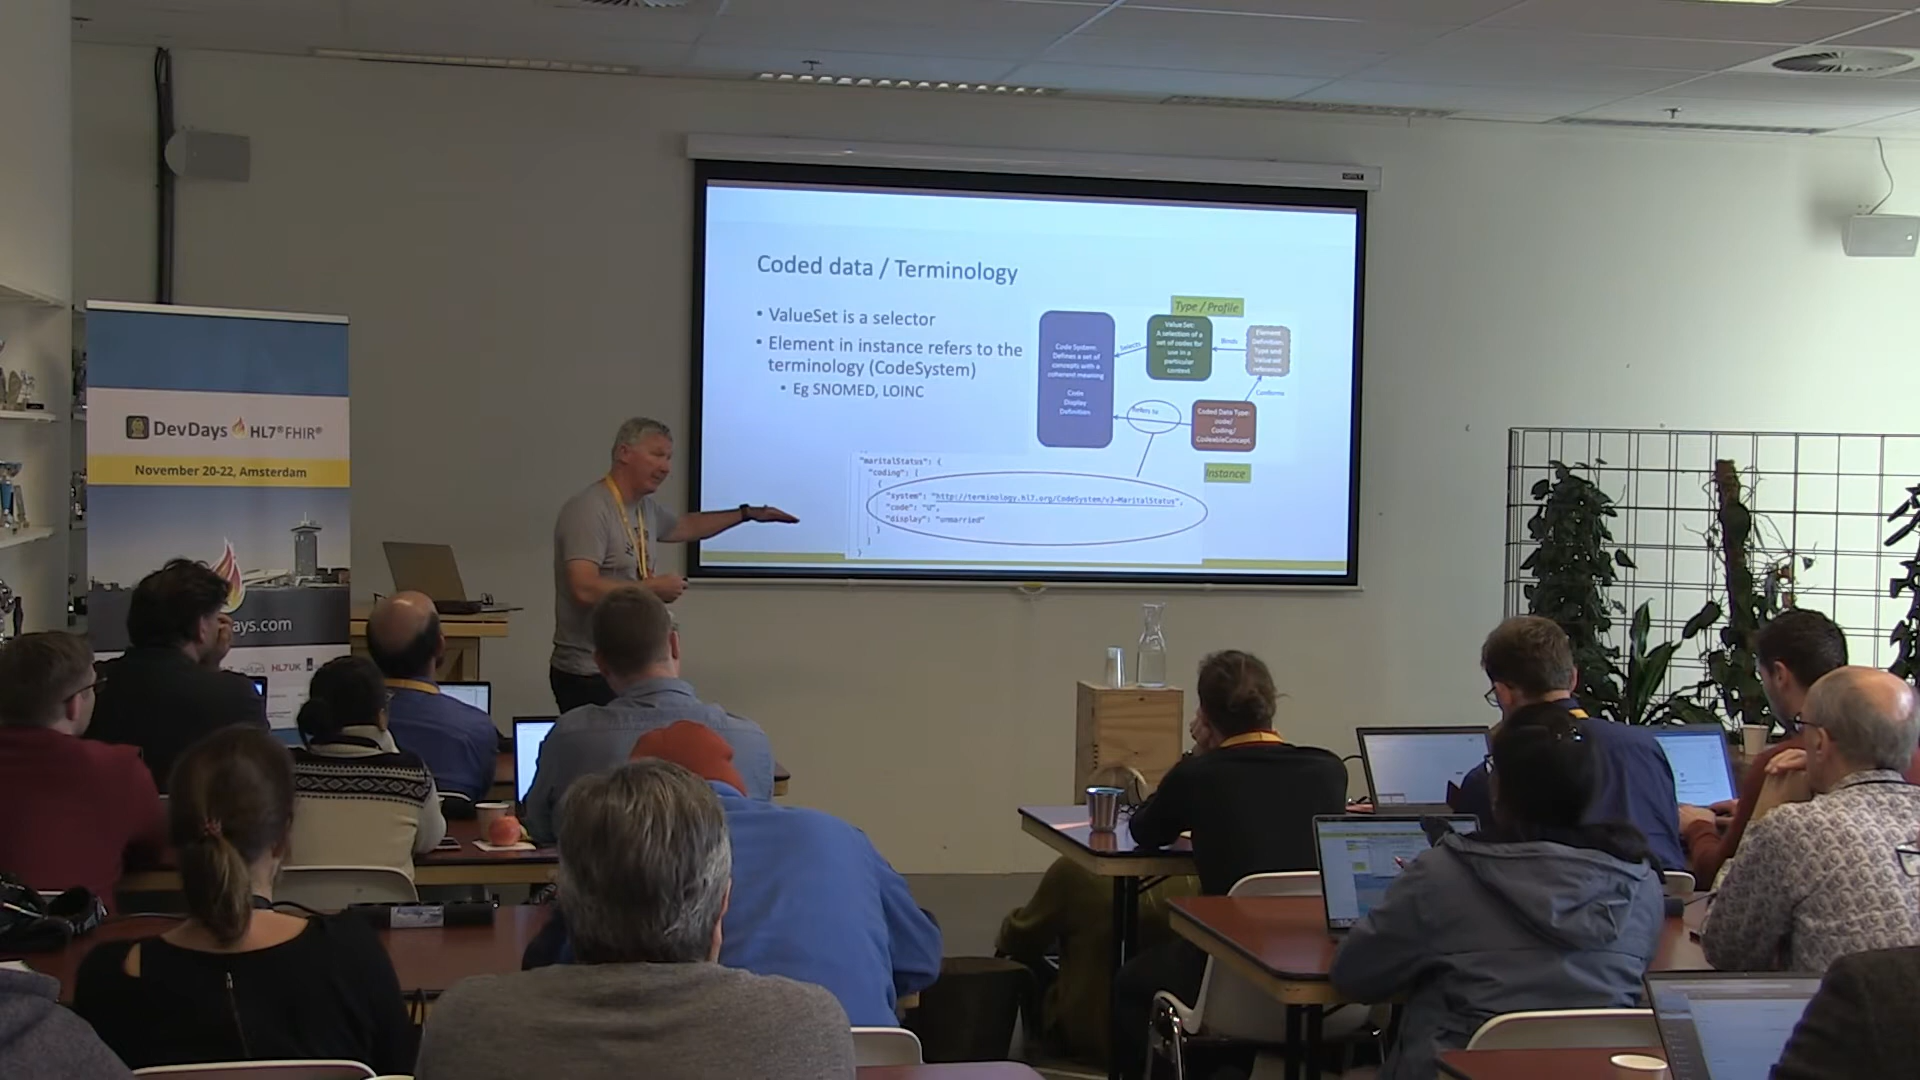 Coded data / Terminology
• ValueSet is a selector
• Element in instance refers to the
terminology (CodeSystem)
• Eg SNOMED, LOINC
Type / Profile
Code System:
Defines a set of
concepts with a
coherent meaning
Code
Display
Definition
Selects
ValueSet:
A selection of a
set of codes for
use in a
particular
context
Binds
Element
Definition:
Type and
Value set
reference
Conforms
Refers to
Coded Data Type:
code/
Coding/
CodeableConcept
Instance
"maritalStatus": {
"coding": [
{
"system": "http://terminology.hl7.org/CodeSystem/v3-MaritalStatus",
"code": "U",
"display": "unmarried"
}
]
}
DevDays HL7® FHIR®
November 20-22, Amsterdam
ays.com
HL7UK